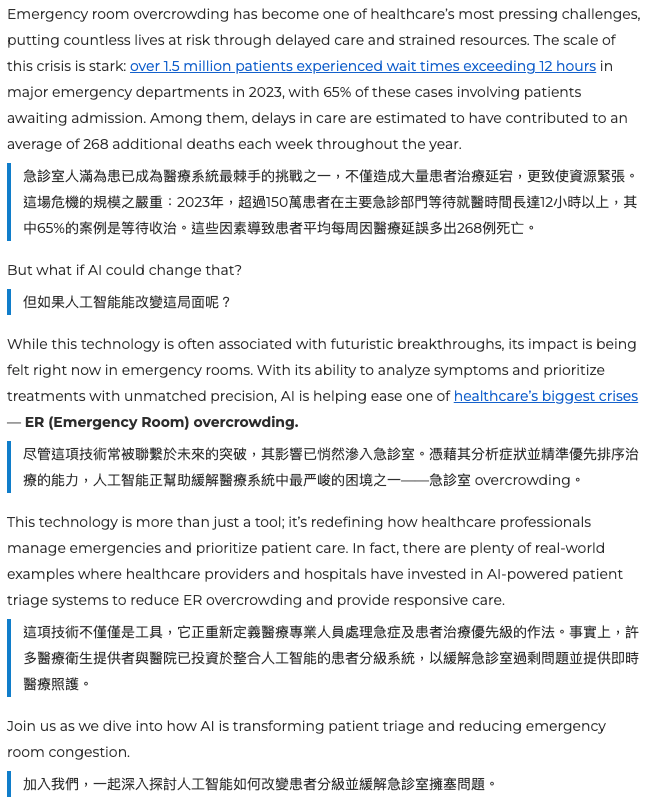 Emergency room overcrowding has become one of healthcare’s most pressing challenges,
putting countless lives at risk through delayed care and strained resources. The scale of
this crisis is stark: over 1.5 million patients experienced wait times exceeding 12 hours in
major emergency departments in 2023, with 65% of these cases involving patients
awaiting admission. Among them, delays in care are estimated to have contributed to an
average of 268 additional deaths each week throughout the year.
急診室人滿為患已成為醫療系統最棘手的挑戰之一，不僅造成大量患者治療延宕，更致使資源緊張。
這場危機的規模之嚴重：2023年，超過150萬患者在主要急診部門等待就醫時間長達12小時以上，其
中65%的案例是等待收治。這些因素導致患者平均每周因醫療延誤多出268例死亡。
But what if AI could change that?
但如果人工智能能改變這局面呢？
While this technology is often associated with futuristic breakthroughs, its impact is being
felt right now in emergency rooms. With its ability to analyze symptoms and prioritize
treatments with unmatched precision, AI is helping ease one of healthcare’s biggest crises
— ER (Emergency Room) overcrowding.
尽管這項技術常被聯繫於未來的突破，其影響已悄然滲入急診室。憑藉其分析症狀並精準優先排序治
療的能力，人工智能正幫助緩解醫療系統中最严峻的困境之一——急診室 overcrowding。
This technology is more than just a tool; it’s redefining how healthcare professionals
manage emergencies and prioritize patient care. In fact, there are plenty of real-world
examples where healthcare providers and hospitals have invested in AI-powered patient
triage systems to reduce ER overcrowding and provide responsive care.
這項技術不僅僅是工具，它正重新定義醫療專業人員處理急症及患者治療優先級的作法。事實上，許
多醫療衛生提供者與醫院已投資於整合人工智能的患者分級系統，以緩解急診室過剩問題並提供即時
醫療照護。
Join us as we dive into how AI is transforming patient triage and reducing emergency
room congestion.
加入我們，一起深入探討人工智能如何改變患者分級並緩解急診室擁塞問題。